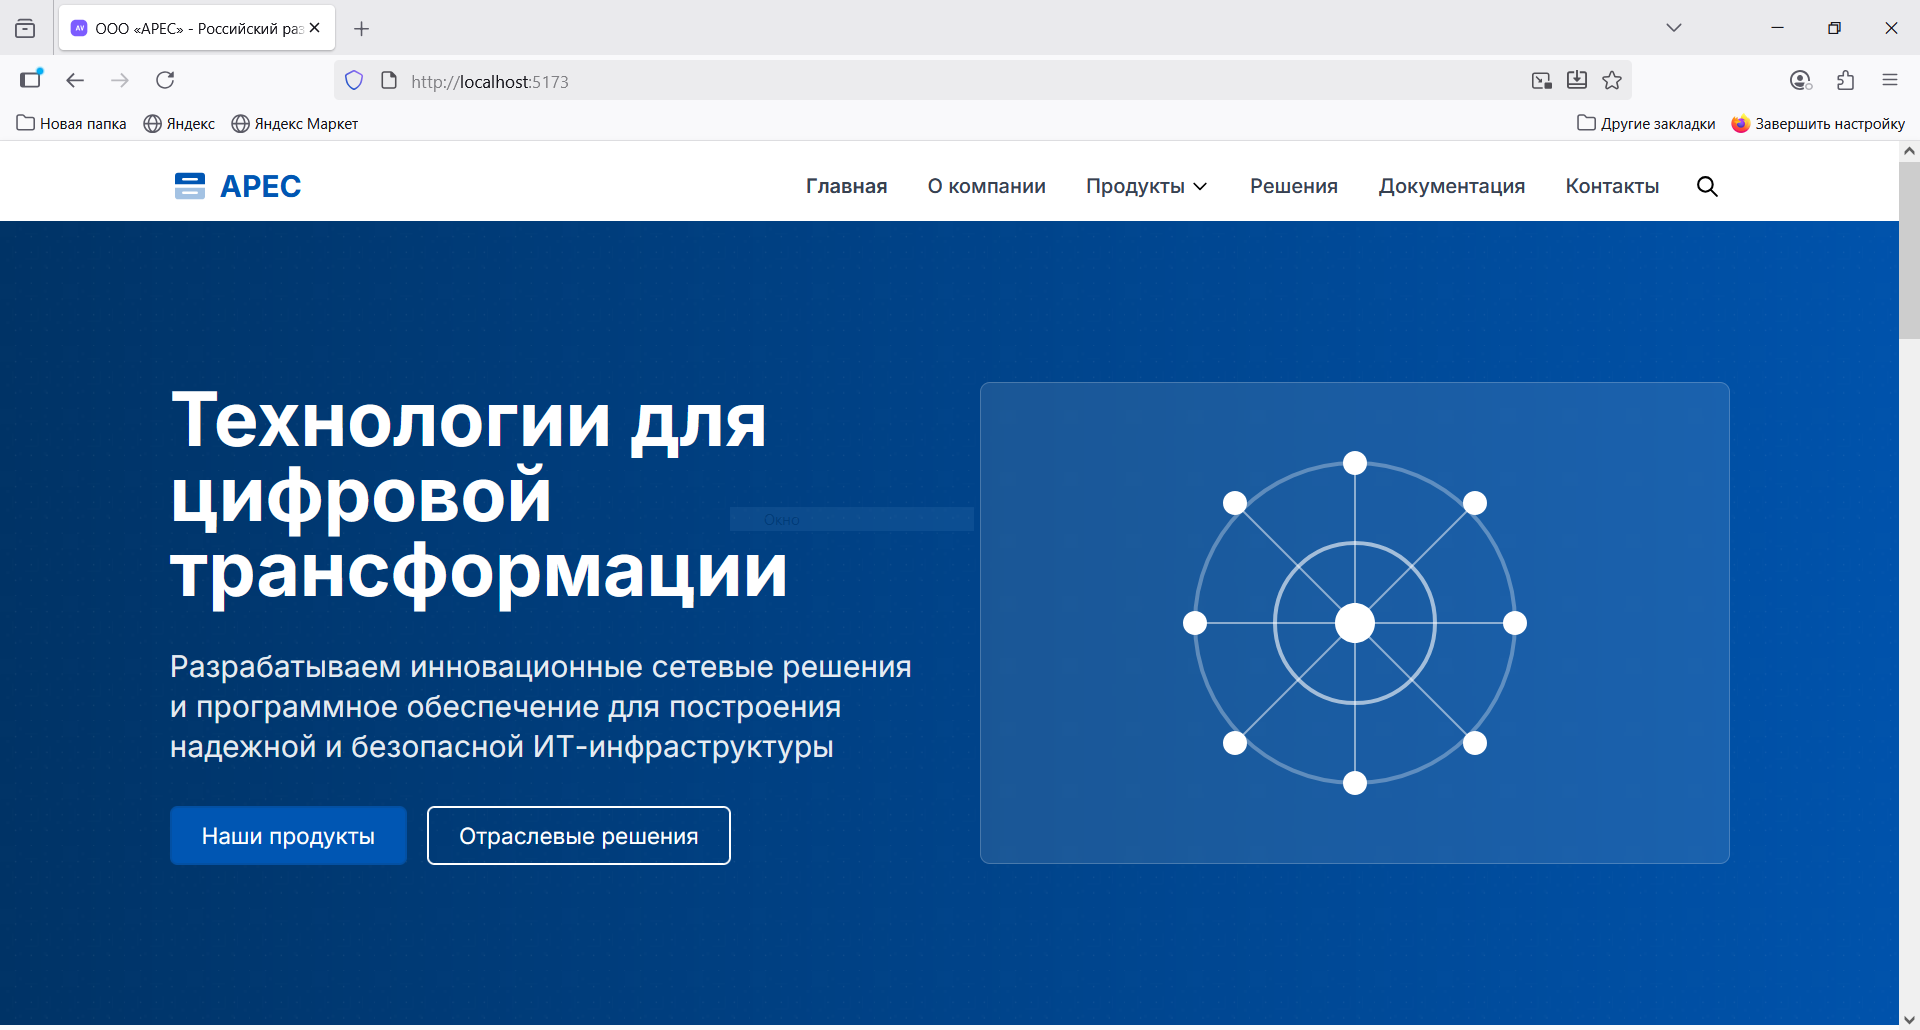 ООО «АРЕС» - Российский раз
http://localhost:5173
Новая папка
Яндекс
Яндекс Маркет
Другие закладки
Завершить настройку
АРЕС
Главная
О компании
Продукты
Решения
Документация
Контакты
Технологии для
цифровой
трансформации
Окно
Разрабатываем инновационные сетевые решения
и программное обеспечение для построения
надежной и безопасной ИТ-инфраструктуры
Наши продукты
Отраслевые решения